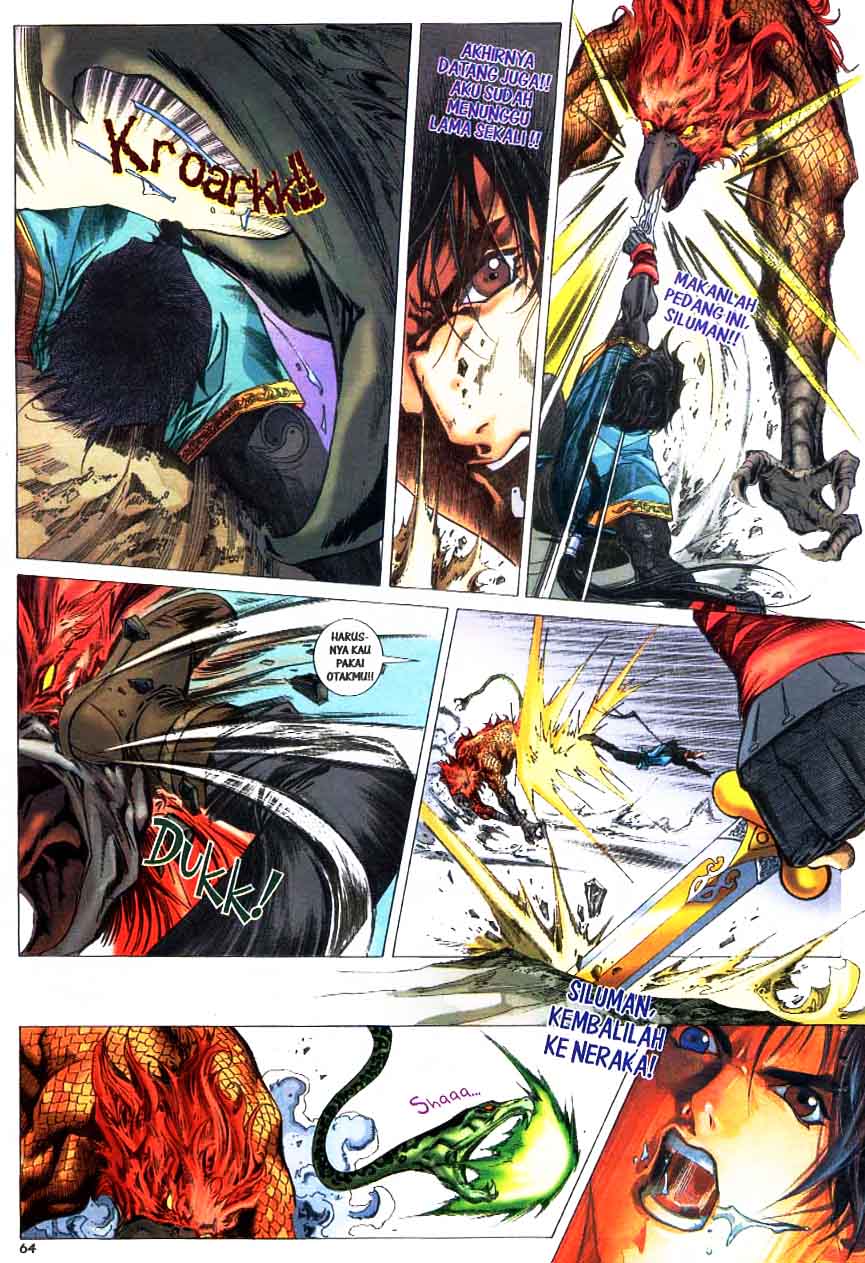 Kroarkk!!
AKHIRNYA
DATANG JUGA!!
AKU SUDAH
MENUNGGU
LAMA SEKALI !!
MAKANLAH
PEDANG INI,
SILUMAN!!
HARUS-
NYA KAU
PAKAI
OTAKMU!!
DUKK!
SILUMAN,
KEMBALILAH
KE NERAKA!
Shaaa...
64